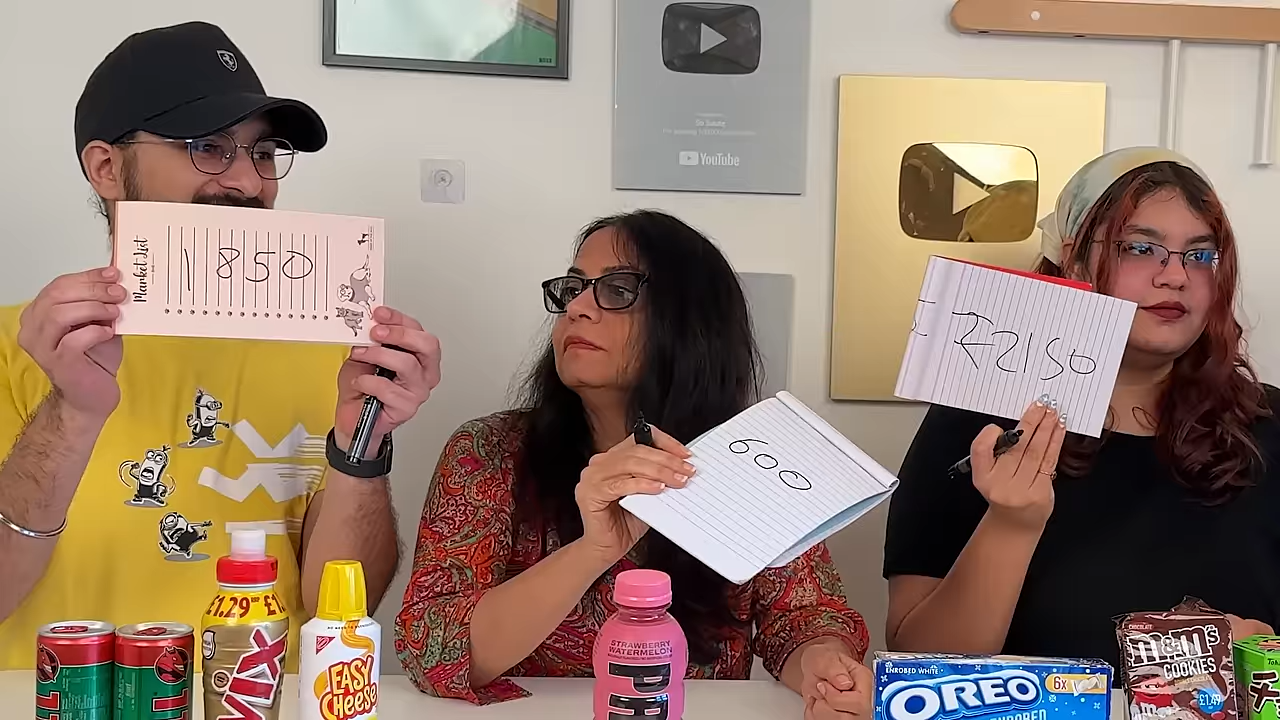 YouTube
Market List
1850
600
= ₹2150
£1.29
STRAWBERRY
WATERMELON
EASY
CHEESE
ENROBED WHITE
OREO
6x
CHOCOLATE
m&m's
COOKIES
£1.49